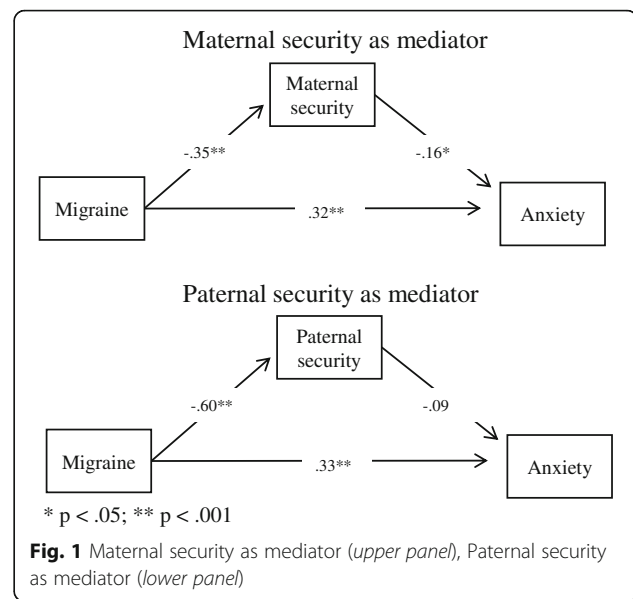 Maternal security as mediator
Maternal
security
-.35**
-.16*
Migraine
.32**
Anxiety
Paternal security as mediator
Paternal
security
-.60**
-.09
Migraine
.33**
Anxiety
* p < .05; ** p < .001
Fig. 1 Maternal security as mediator (upper panel), Paternal security
as mediator (lower panel)